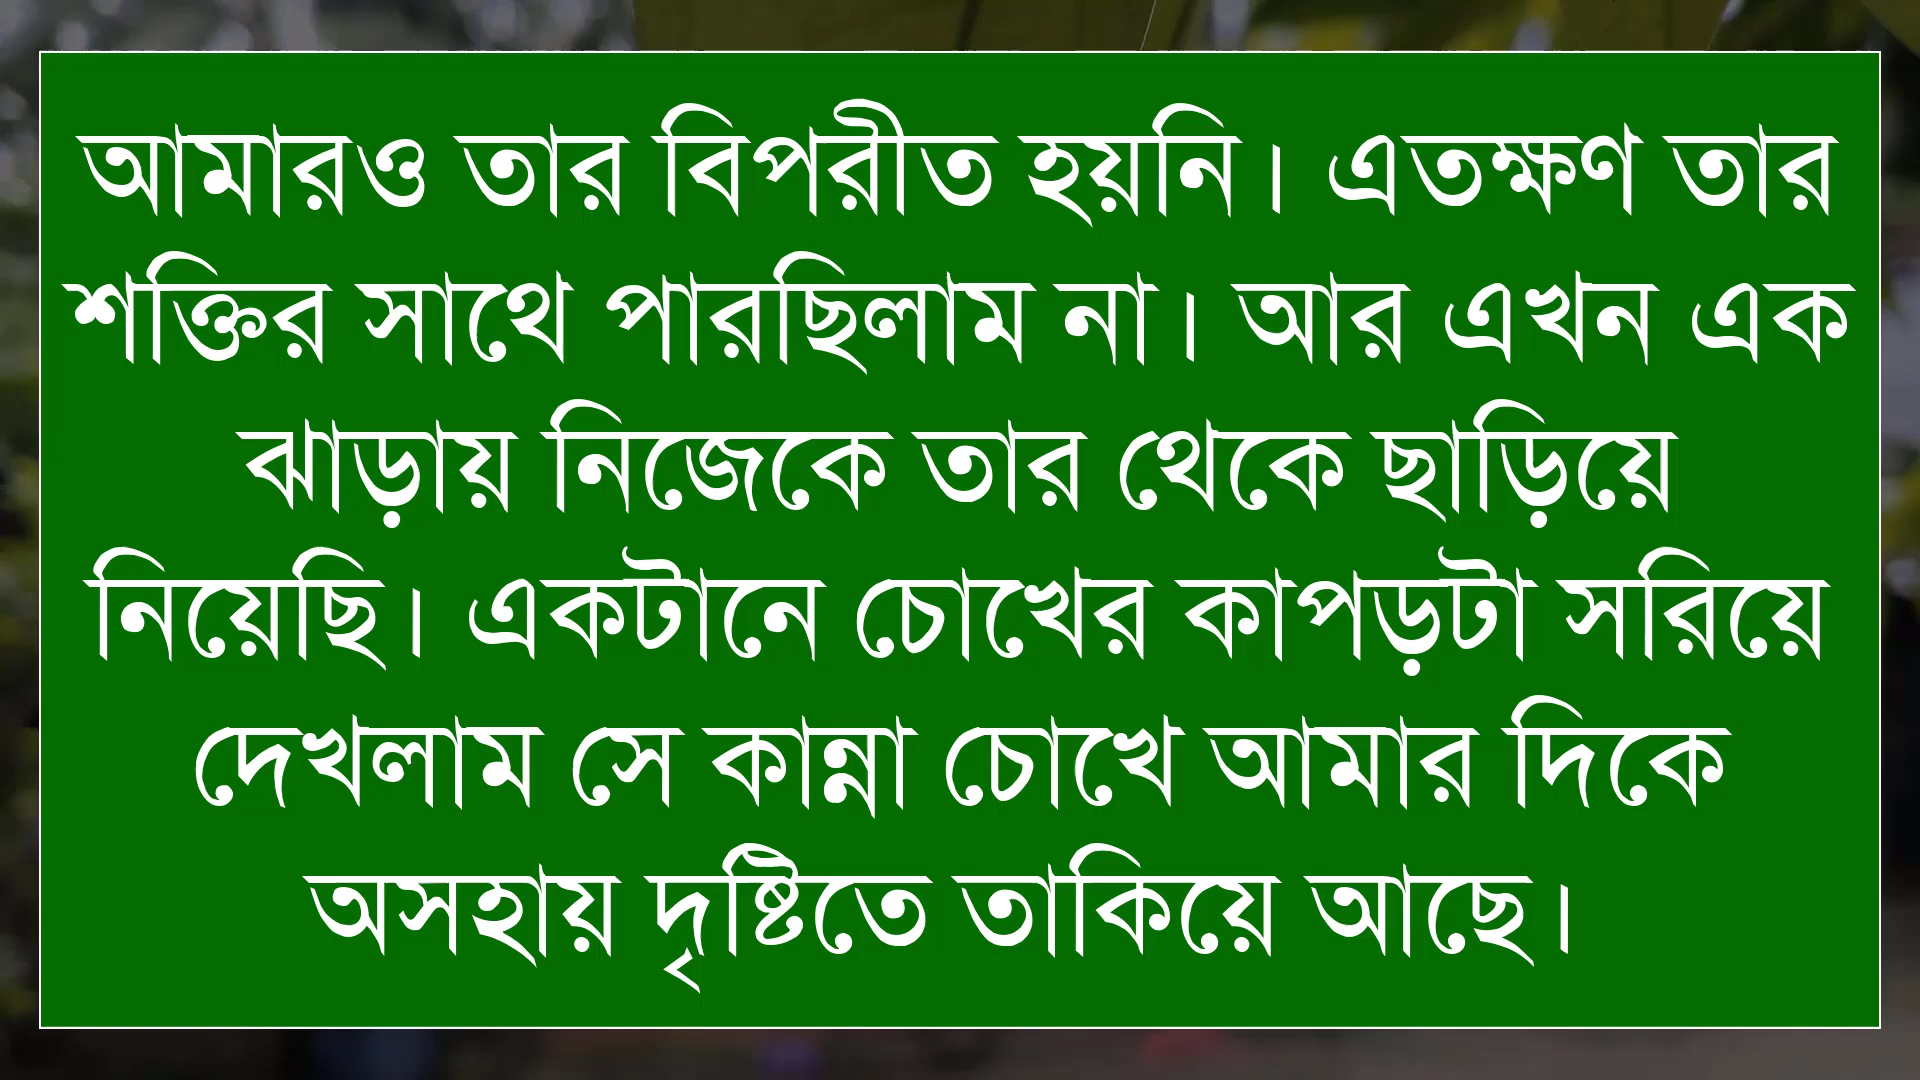 আমারও তার বিপরীত হয়নি। এতক্ষণ তার
শক্তির সাথে পারছিলাম না। আর এখন এক
ঝাড়ায় নিজেকে তার থেকে ছাড়িয়ে
নিয়েছি। একটানে চোখের কাপড়টা সরিয়ে
দেখলাম সে কান্না চোখে আমার দিকে
অসহায় দৃষ্টিতে তাকিয়ে আছে।